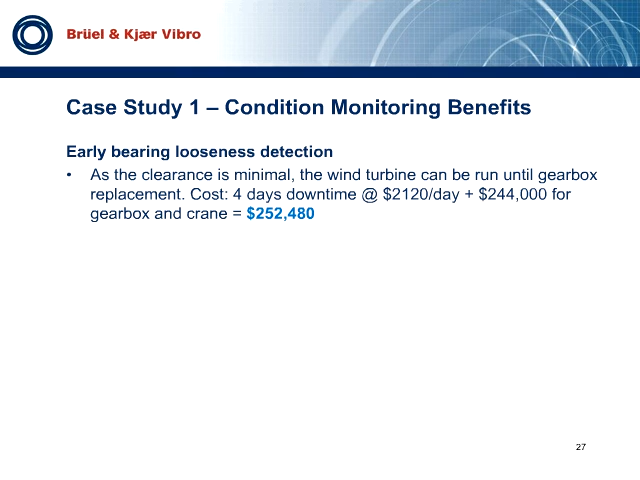 Brüel & Kjær Vibro
Case Study 1 – Condition Monitoring Benefits
Early bearing looseness detection
• As the clearance is minimal, the wind turbine can be run until gearbox
replacement. Cost: 4 days downtime @ $2120/day + $244,000 for
gearbox and crane = $252,480
27